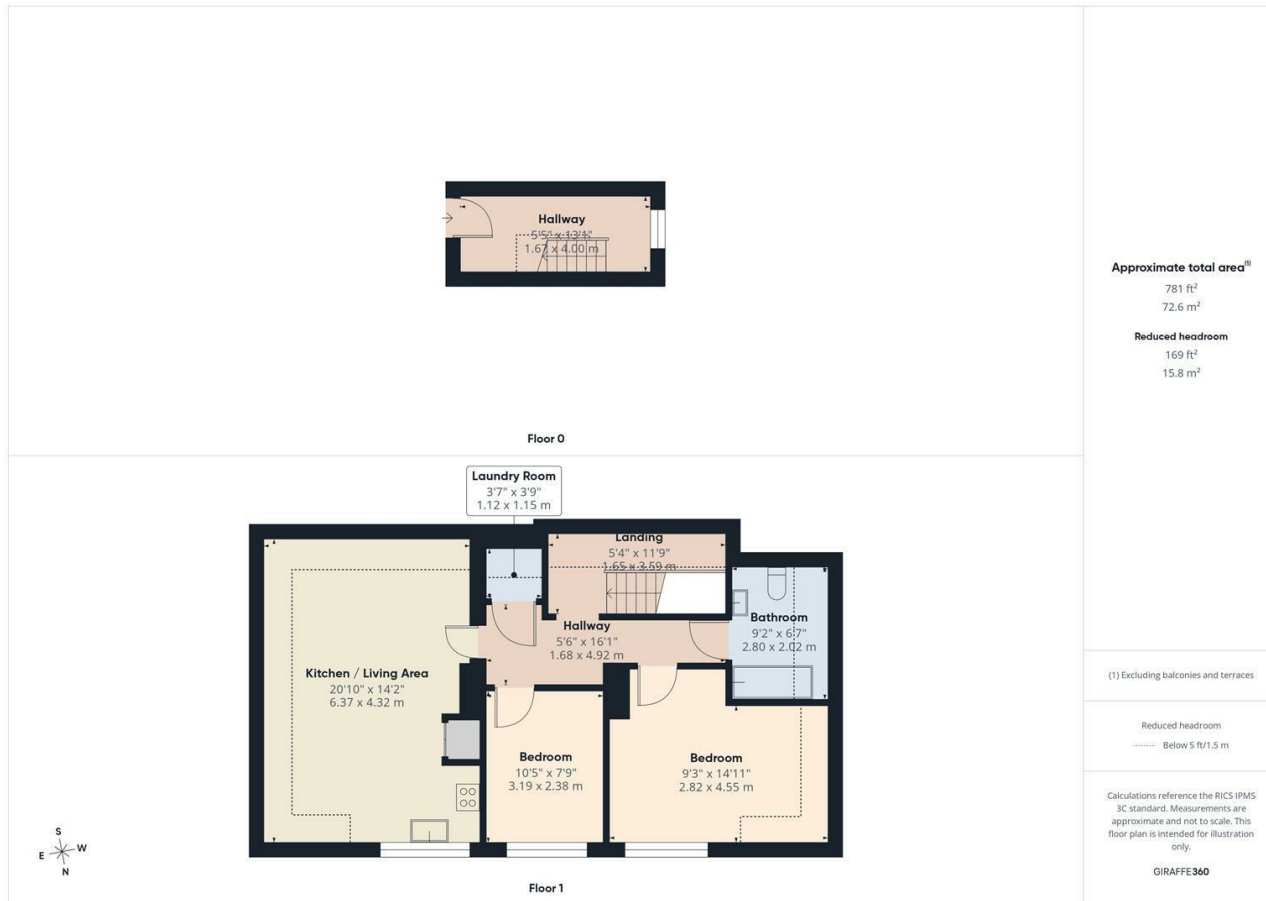 Hallway
5'5" x 13'1"
1.67 x 4.00 m
Floor 0
Laundry Room
3'7" x 3'9"
1.12 x 1.15 m
Landing
5'4" x 11'9"
1.65 x 3.59 m
Hallway
5'6" x 16'1"
1.68 x 4.92 m
Bathroom
9'2" x 6'7"
2.80 x 2.02 m
Kitchen / Living Area
20'10" x 14'2"
6.37 x 4.32 m
Bedroom
10'5" x 7'9"
3.19 x 2.38 m
Bedroom
9'3" x 14'11"
2.82 x 4.55 m
S
E W
N
Floor 1
Approximate total area(1)
781 ft²
72.6 m²
Reduced headroom
169 ft²
15.8 m²
(1) Excluding balconies and terraces
Reduced headroom
Below 5 ft/1.5 m
Calculations reference the RICS IPMS
3C standard. Measurements are
approximate and not to scale. This
floor plan is intended for illustration
only.
GIRAFFE360